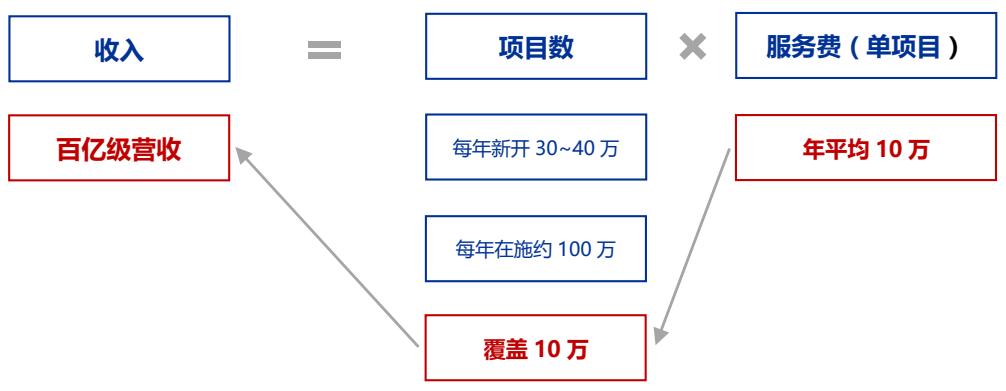 收入
=
项目数
×
服务费（单项目）
百亿级营收
每年新开 30~40 万
年平均 10 万
每年在施约 100 万
覆盖 10 万